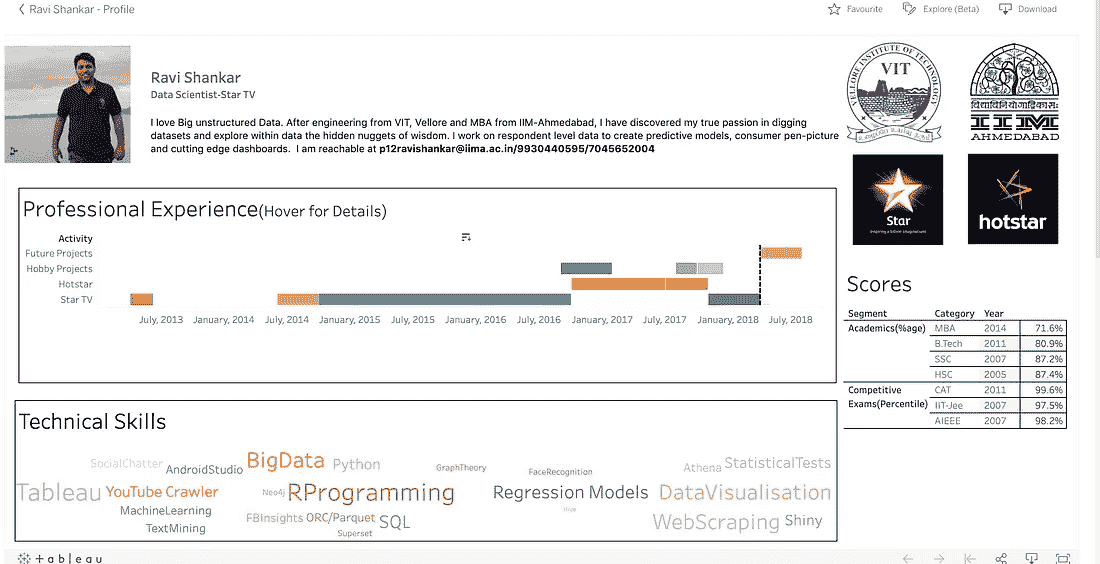 Ravi Shankar - Profile
Favourite
Explore (Beta)
Download
Ravi Shankar
Data Scientist-Star TV
I love Big unstructured Data. After engineering from VIT, Vellore and MBA from IIM-Ahmedabad, I have discovered my true passion in digging
datasets and explore within data the hidden nuggets of wisdom. I work on respondent level data to create predictive models, consumer pen-picture
and cutting edge dashboards. I am reachable at p12ravishankar@iima.ac.in/9930440595/7045652004
VELLORE INSTITUTE OF TECHNOLOGY
VIT
IIM
AHMEDABAD
Star
hotstar
Professional Experience(Hover for Details)
Activity
Future Projects
Hobby Projects
Hotstar
Star TV
July, 2013 January, 2014 July, 2014 January, 2015 July, 2015 January, 2016 July, 2016 January, 2017 July, 2017 January, 2018 July, 2018
Scores
Segment Category Year
Academics(%age) MBA 2014 71.6%
B.Tech 2011 80.9%
SSC 2007 87.2%
HSC 2005 87.4%
Competitive CAT 2011 99.6%
Exams(Percentile) IIT-Jee 2007 97.5%
AIEEE 2007 98.2%
Technical Skills
SocialChatter AndroidStudio BigData Python GraphTheory FaceRecognition Athena StatisticalTests
Tableau YouTube Crawler Neo4j RProgramming Regression Models DataVisualisation
MachineLearning
TextMining FBInsights ORC/Parquet SQL WebScraping Shiny
Superset
+ a b l e a u